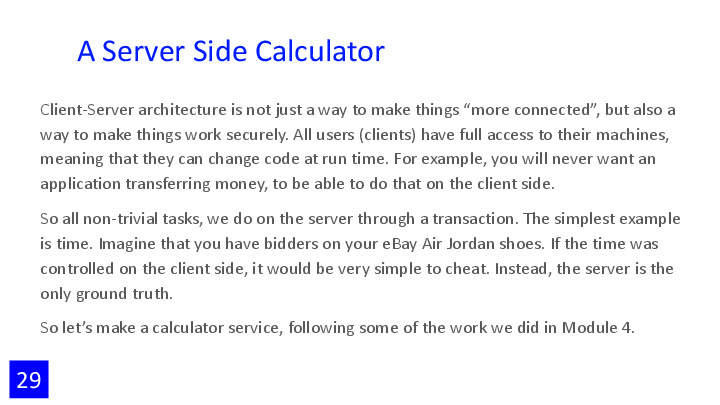 A Server Side Calculator
Client-Server architecture is not just a way to make things “more connected”, but also a
way to make things work securely. All users (clients) have full access to their machines,
meaning that they can change code at run time. For example, you will never want an
application transferring money, to be able to do that on the client side.
So all non-trivial tasks, we do on the server through a transaction. The simplest example
is time. Imagine that you have bidders on your eBay Air Jordan shoes. If the time was
controlled on the client side, it would be very simple to cheat. Instead, the server is the
only ground truth.
So let’s make a calculator service, following some of the work we did in Module 4.
29